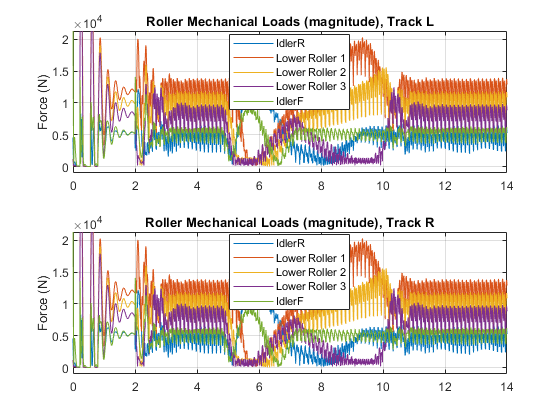 Roller Mechanical Loads (magnitude), Track L
×10⁴
2
1.5
1
0.5
0
Force (N)
IdlerR
Lower Roller 1
Lower Roller 2
Lower Roller 3
IdlerF
0 2 4 6 8 10 12 14
Roller Mechanical Loads (magnitude), Track R
×10⁴
2
1.5
1
0.5
0
Force (N)
IdlerR
Lower Roller 1
Lower Roller 2
Lower Roller 3
IdlerF
0 2 4 6 8 10 12 14